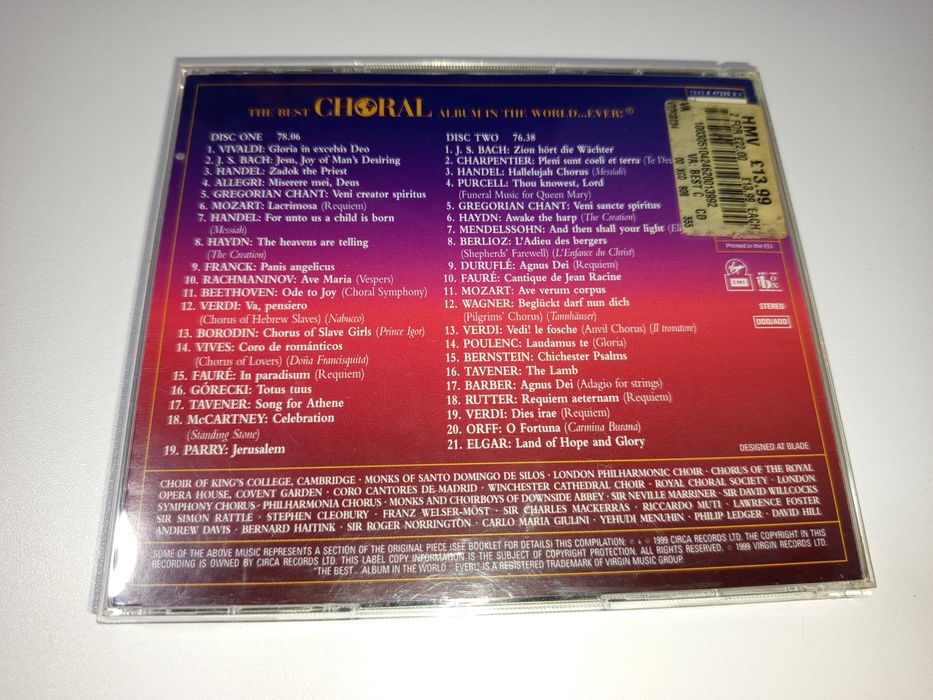 THE BEST CHORAL ALBUM IN THE WORLD...EVER!®
DISC ONE 78.06
1. VIVALDI: Gloria in excelsis Deo
2. J. S. BACH: Jesu, Joy of Man's Desiring
3. HANDEL: Zadok the Priest
4. ALLEGRI: Miserere mei, Deus
5. GREGORIAN CHANT: Veni creator spiritus
6. MOZART: Lacrimosa (Requiem)
7. HANDEL: For unto us a child is born
(Messiah)
8. HAYDN: The heavens are telling
(The Creation)
9. FRANCK: Panis angelicus
10. RACHMANINOV: Ave Maria (Vespers)
11. BEETHOVEN: Ode to Joy (Choral Symphony)
12. VERDI: Va, pensiero
(Chorus of Hebrew Slaves) (Nabucco)
13. BORODIN: Chorus of Slave Girls (Prince Igor)
14. VIVES: Coro de románticos
(Chorus of Lovers) (Doña Francisquita)
15. FAURÉ: In paradisum (Requiem)
16. GÓRECKI: Totus tuus
17. TAVENER: Song for Athene
18. McCARTNEY: Celebration
(Standing Stone)
19. PARRY: Jerusalem
DISC TWO 76.38
1. J. S. BACH: Zion hört die Wächter
2. CHARPENTIER: Pleni sunt coeli et terra (Te De
3. HANDEL: Hallelujah Chorus (Messiah)
4. PURCELL: Thou knowest, Lord
(Funeral Music for Queen Mary)
5. GREGORIAN CHANT: Veni sancte spiritus
6. HAYDN: Awake the harp (The Creation)
7. MENDELSSOHN: And then shall your light (El
8. BERLIOZ: L'Adieu des bergers
(Shepherds' Farewell) (L'Enfance du Christ)
9. DURUFLÉ: Agnus Dei (Requiem)
10. FAURÉ: Cantique de Jean Racine
11. MOZART: Ave verum corpus
12. WAGNER: Beglückt darf nun dich
(Pilgrims' Chorus) (Tannhäuser)
13. VERDI: Vedi! le fosche (Anvil Chorus) (Il trovatore)
14. POULENC: Laudamus te (Gloria)
15. BERNSTEIN: Chichester Psalms
16. TAVENER: The Lamb
17. BARBER: Agnus Dei (Adagio for strings)
18. RUTTER: Requiem aeternam (Requiem)
19. VERDI: Dies irae (Requiem)
20. ORFF: O Fortuna (Carmina Burana)
21. ELGAR: Land of Hope and Glory
HMV £13.99
2 FOR £22.00 £13.99 EACH
VA: BEST C CD
Printed in the EU
Virgin
EMI
STEREO
DDD/ADD
DESIGNED AT BLADE
CHOIR OF KING'S COLLEGE, CAMBRIDGE · MONKS OF SANTO DOMINGO DE SILOS · LONDON PHILHARMONIC CHOIR · CHORUS OF THE ROYAL
OPERA HOUSE, COVENT GARDEN · CORO CANTORES DE MADRID · WINCHESTER CATHEDRAL CHOIR · ROYAL CHORAL SOCIETY · LONDON
SYMPHONY CHORUS · PHILHARMONIA CHORUS · MONKS AND CHOIRBOYS OF DOWNSIDE ABBEY · SIR NEVILLE MARRINER · SIR DAVID WILLCOCKS
SIR SIMON RATTLE · STEPHEN CLEOBURY · FRANZ WELSER-MÖST · SIR CHARLES MACKERRAS · RICCARDO MUTI · LAWRENCE FOSTER
ANDREW DAVIS · BERNARD HAITINK · SIR ROGER NORRINGTON · CARLO MARIA GIULINI · YEHUDI MENUHIN · PHILIP LEDGER · DAVID HILL
SOME OF THE ABOVE MUSIC REPRESENTS A SECTION OF THE ORIGINAL PIECE (SEE BOOKLET FOR DETAILS) THIS COMPILATION: ℗ + © 1999 CIRCA RECORDS LTD. THE COPYRIGHT IN THIS
RECORDING IS OWNED BY CIRCA RECORDS LTD. THIS LABEL COPY INFORMATION IS THE SUBJECT OF COPYRIGHT PROTECTION. ALL RIGHTS RESERVED. © 1999 VIRGIN RECORDS LTD.
"THE BEST...ALBUM IN THE WORLD...EVER!" IS A REGISTERED TRADEMARK OF VIRGIN MUSIC GROUP.